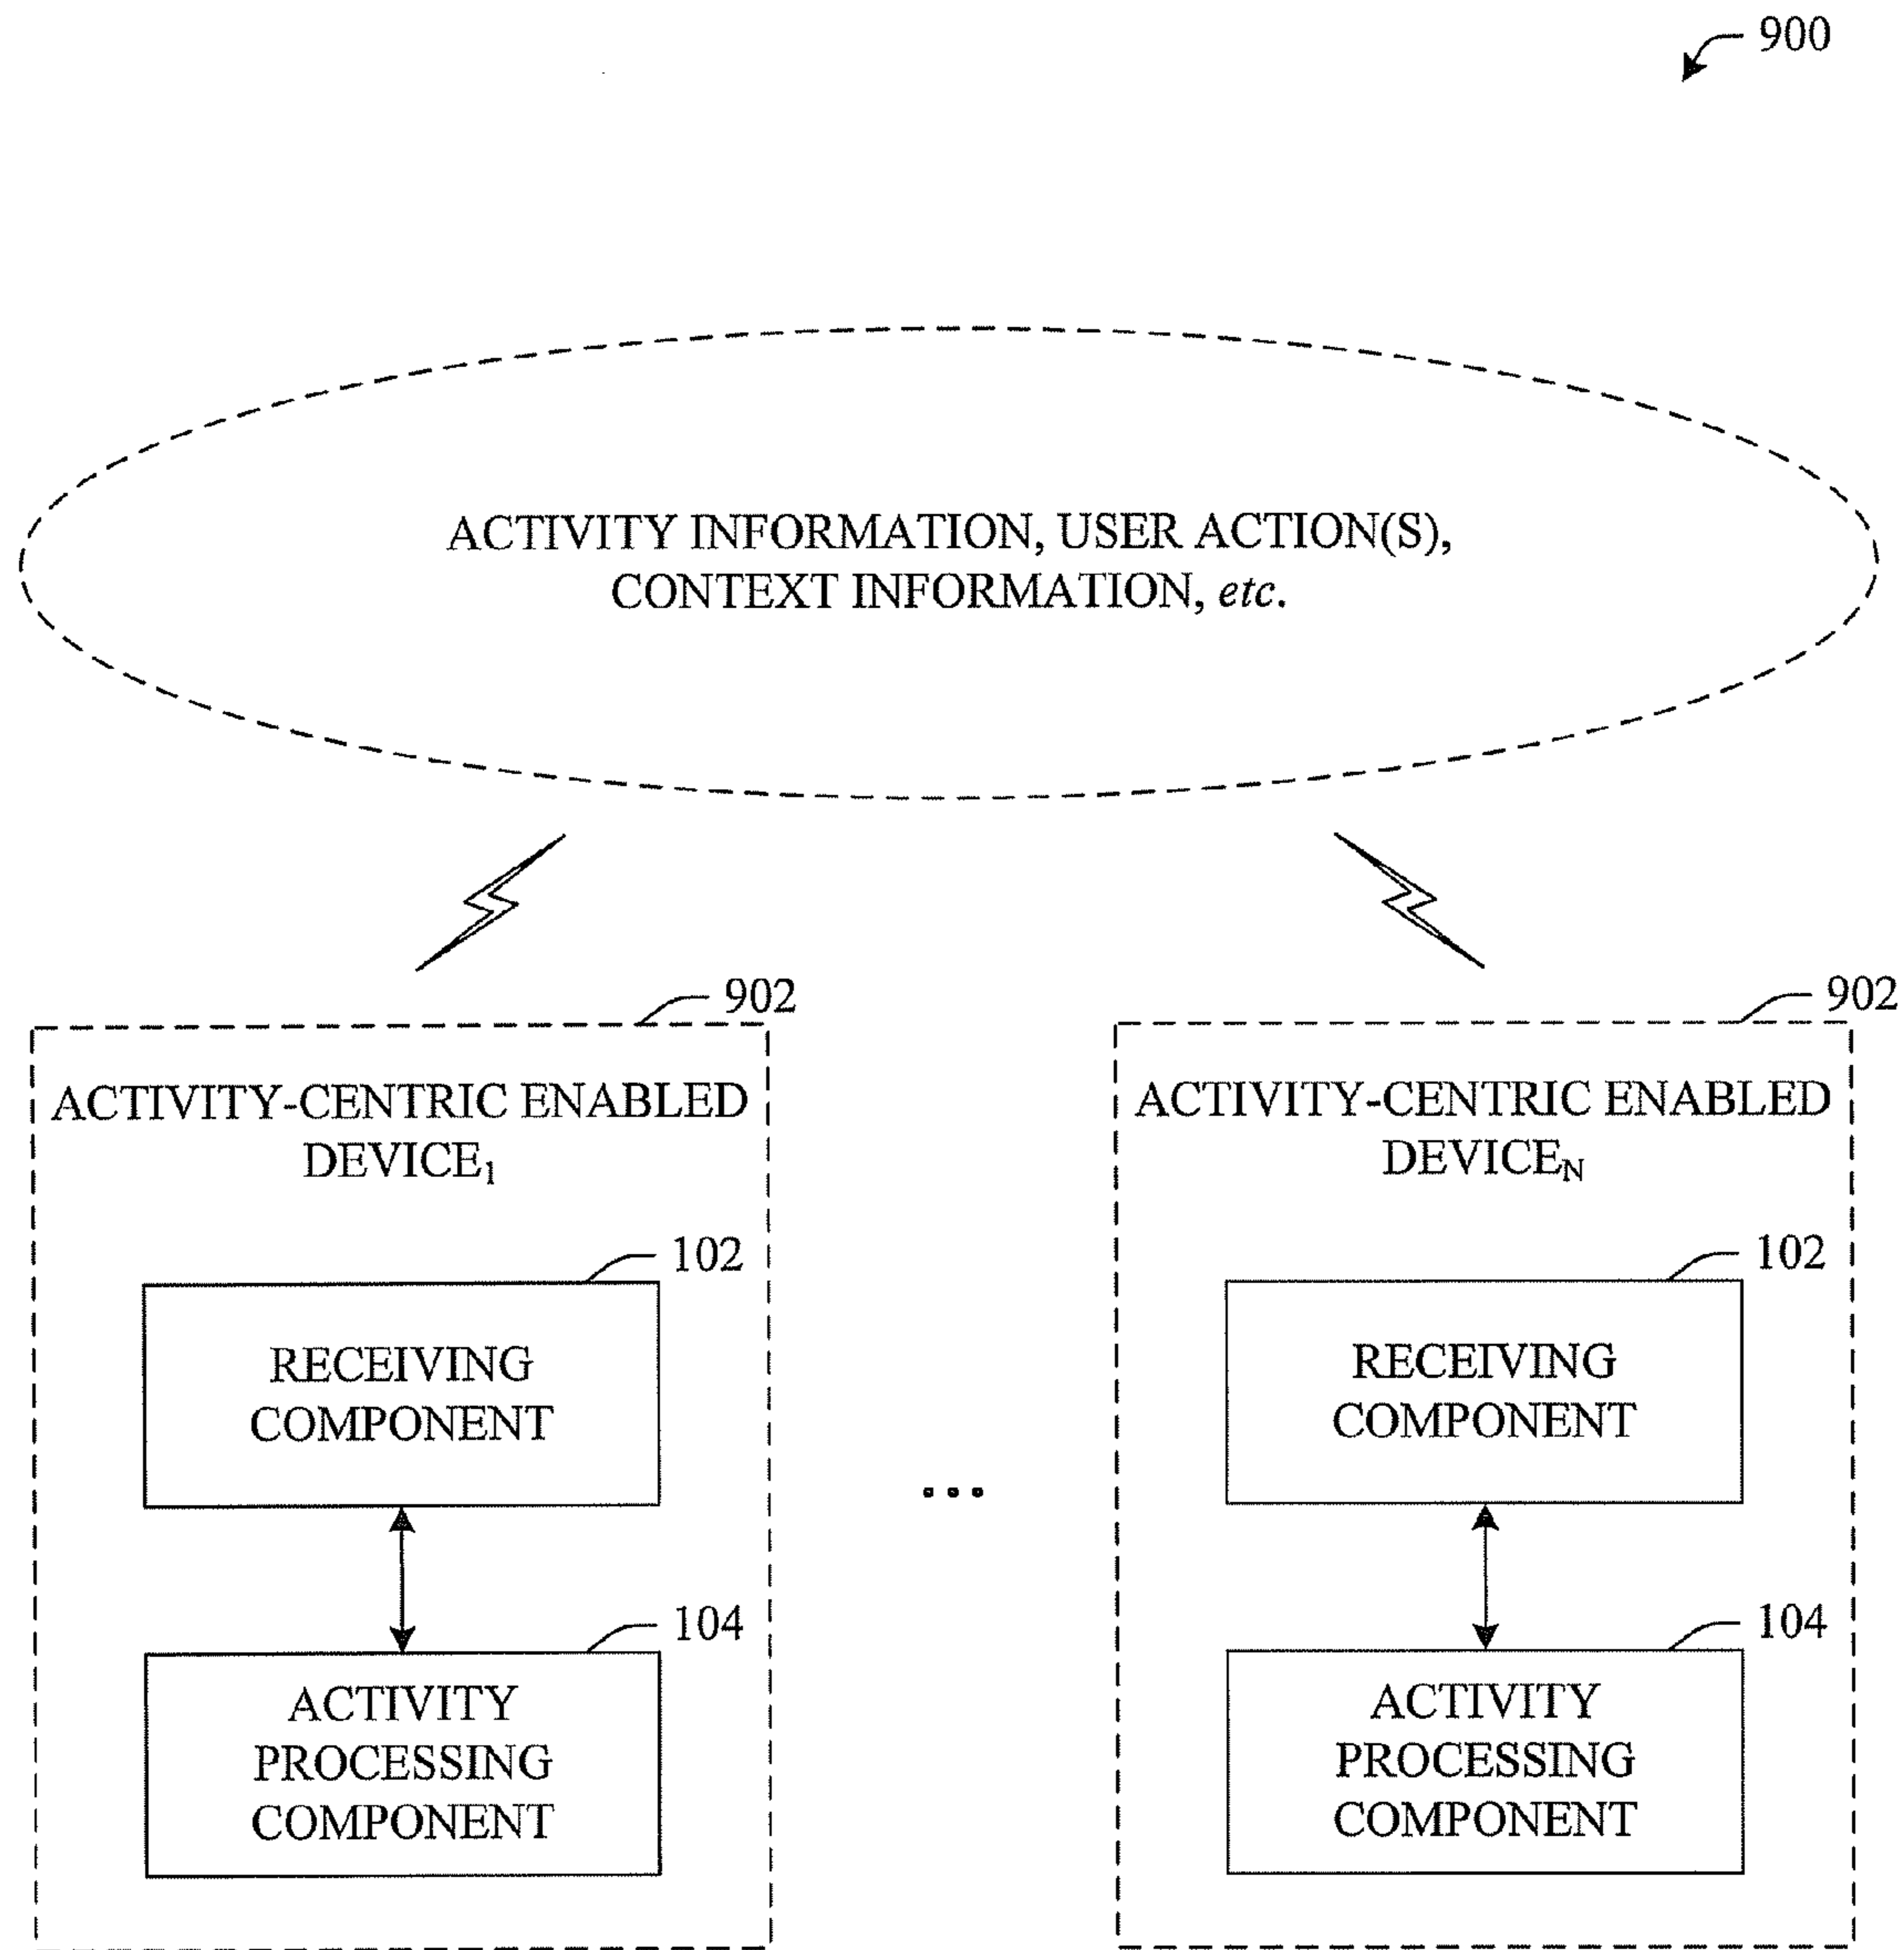 900
ACTIVITY INFORMATION, USER ACTION(S),
CONTEXT INFORMATION, etc.
902
ACTIVITY-CENTRIC ENABLED
DEVICE₁
102
RECEIVING
COMPONENT
104
ACTIVITY
PROCESSING
COMPONENT
...
902
ACTIVITY-CENTRIC ENABLED
DEVICE_N
102
RECEIVING
COMPONENT
104
ACTIVITY
PROCESSING
COMPONENT